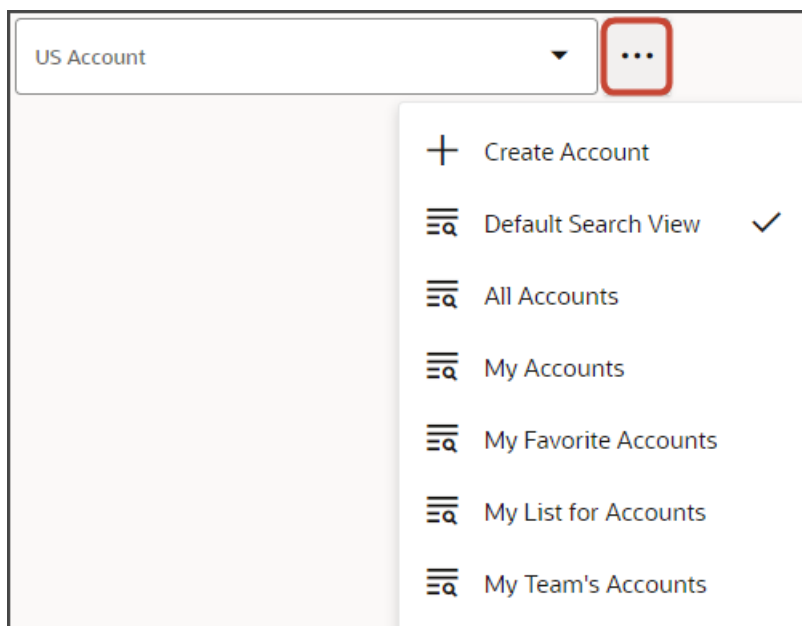 US Account
Create Account
Default Search View
All Accounts
My Accounts
My Favorite Accounts
My List for Accounts
My Team's Accounts